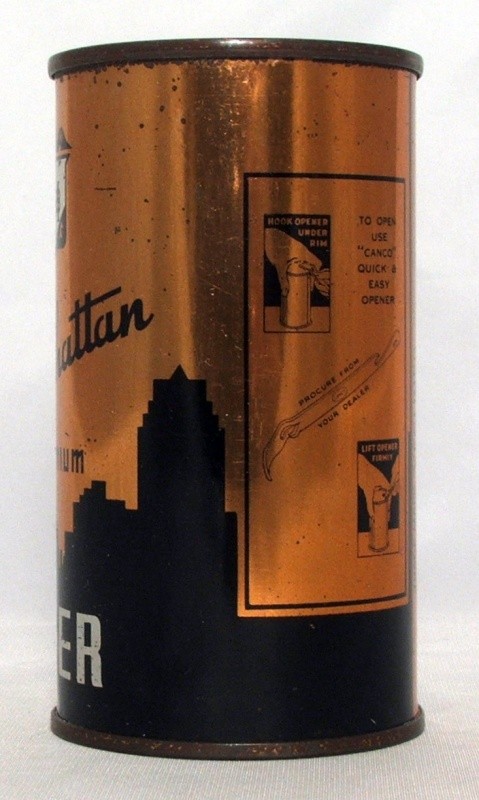 attan
ium
ER
HOOK OPENER
UNDER
RIM
TO OPEN
USE
"CANCO"
QUICK &
EASY
OPENER
PROCURE FROM
YOUR DEALER
LIFT OPENER
FIRMLY